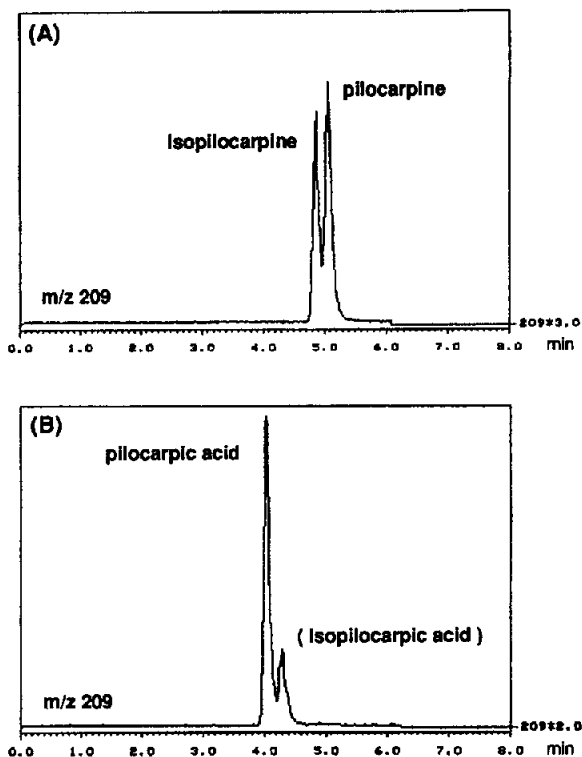 (A)
pilocarpine
Isopilocarpine
m/z 209
209*3.0
0.0 1.0 2.0 3.0 4.0 5.0 6.0 7.0 8.0 min
(B)
pilocarpic acid
( Isopilocarpic acid )
m/z 209
209*2.0
0.0 1.0 2.0 3.0 4.0 5.0 6.0 7.0 8.0 min